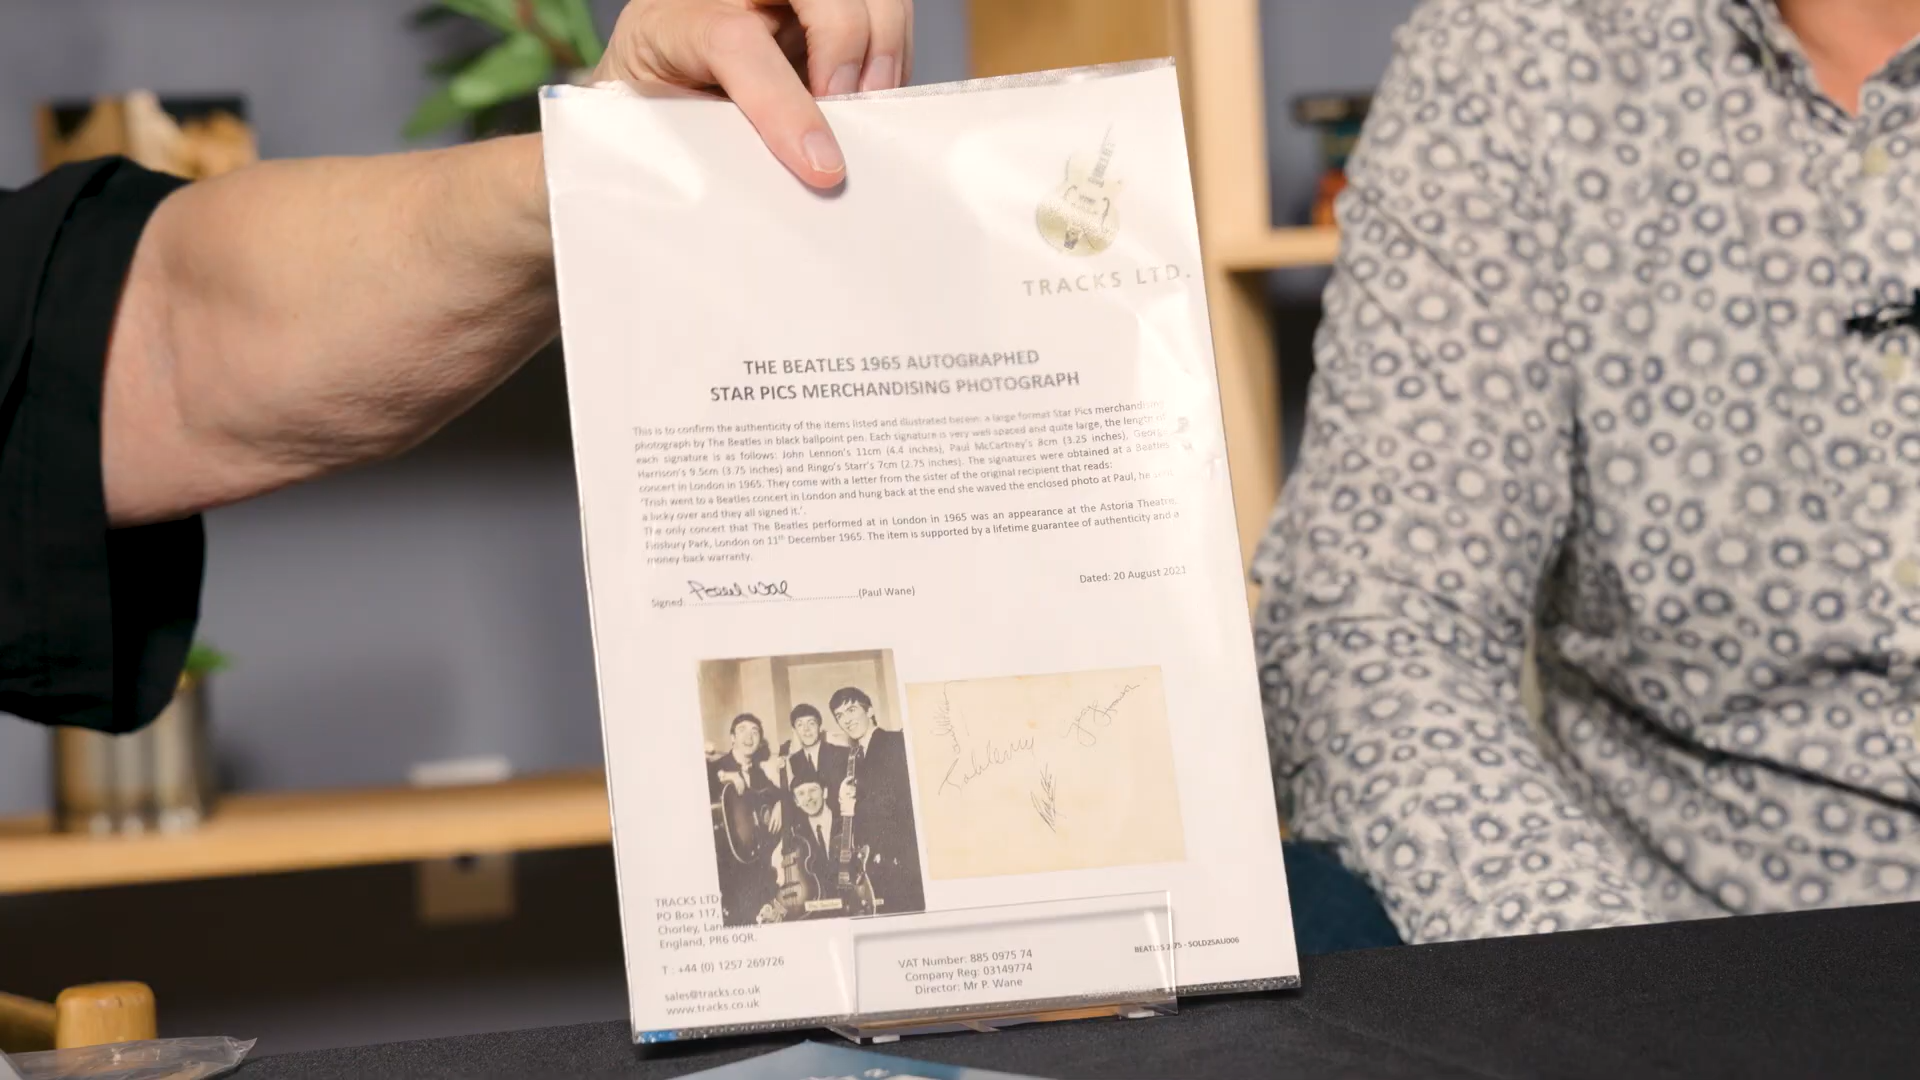 TRACKS LTD.
THE BEATLES 1965 AUTOGRAPHED
STAR PICS MERCHANDISING PHOTOGRAPH
This is to confirm the authenticity of the items listed and illustrated herein: a large format Star Pics merchandising
photograph by The Beatles in black ballpoint pen. Each signature is very well spaced and quite large, the length of
each signature is as follows: John Lennon's 11cm (4.4 inches), Paul McCartney's 8cm (3.25 inches), George
Harrison's 9.5cm (3.75 inches) and Ringo's Starr's 7cm (2.75 inches). The signatures were obtained at a Beatles
concert in London in 1965. They come with a letter from the sister of the original recipient that reads:
'Trish went to a Beatles concert in London and hung back at the end she waved the enclosed photo at Paul, he
a lucky over and they all signed it.'.
The only concert that The Beatles performed at in London in 1965 was an appearance at the Astoria Theatre,
Finsbury Park, London on 11th December 1965. The item is supported by a lifetime guarantee of authenticity and a
money-back warranty.
Signed: (Paul Wane)
Dated: 20 August 2021
George Harrison
TRACKS LTD
PO Box 117,
Chorley, Lancashire,
England, PR6 0QR.
T : +44 (0) 1257 269726
sales@tracks.co.uk
www.tracks.co.uk
VAT Number: 885 0975 74
Company Reg: 03149774
Director: Mr P. Wane